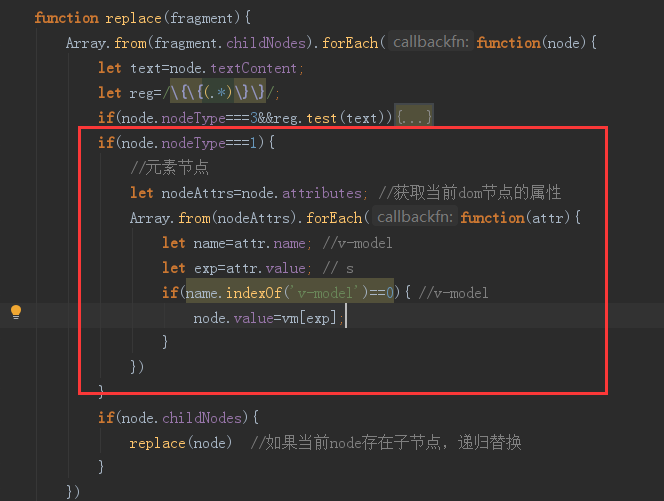 function replace(fragment){
Array.from(fragment.childNodes).forEach( callbackfn: function(node){
let text=node.textContent;
let reg=/\{\{(.*)\}\}/;
if(node.nodeType===3&&reg.test(text)){...}
if(node.nodeType===1){
//元素节点
let nodeAttrs=node.attributes; //获取当前dom节点的属性
Array.from(nodeAttrs).forEach( callbackfn: function(attr){
let name=attr.name; //v-model
let exp=attr.value; // s
if(name.indexOf('v-model')==0){ //v-model
node.value=vm[exp];
}
})
}
if(node.childNodes){
replace(node) //如果当前node存在子节点，递归替换
}
})